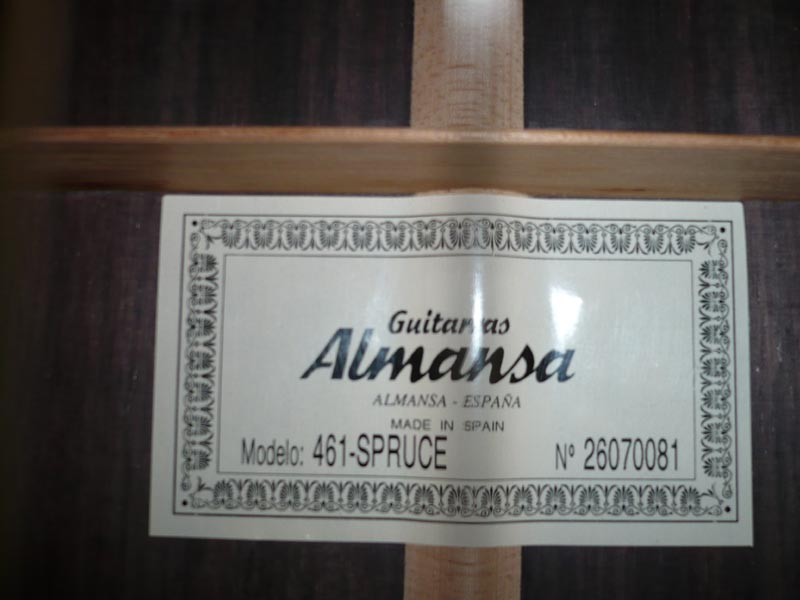 Guitarras
Almansa
ALMANSA - ESPAÑA
MADE IN SPAIN
Modelo: 461-SPRUCE Nº 26070081